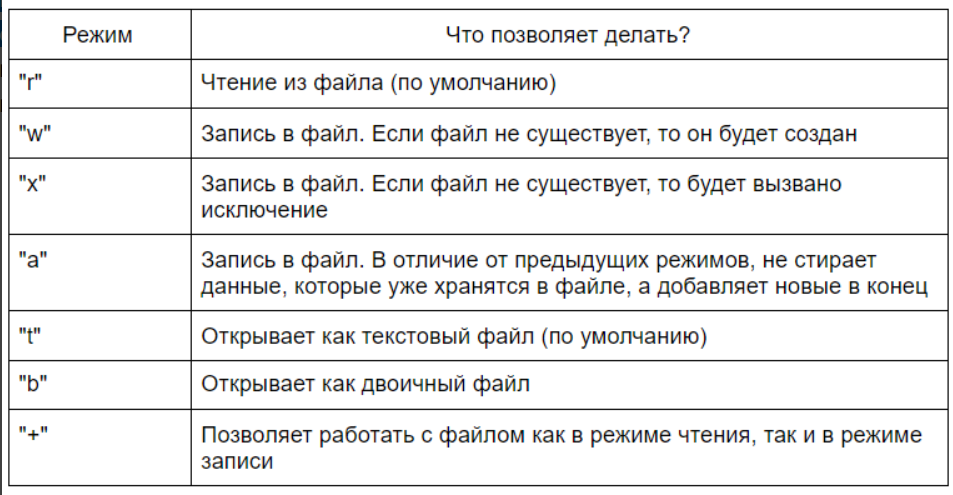 Режим
Что позволяет делать?
"r"
Чтение из файла (по умолчанию)
"w"
Запись в файл. Если файл не существует, то он будет создан
"x"
Запись в файл. Если файл не существует, то будет вызвано
исключение
"a"
Запись в файл. В отличие от предыдущих режимов, не стирает
данные, которые уже хранятся в файле, а добавляет новые в конец
"t"
Открывает как текстовый файл (по умолчанию)
"b"
Открывает как двоичный файл
"+"
Позволяет работать с файлом как в режиме чтения, так и в режиме
записи